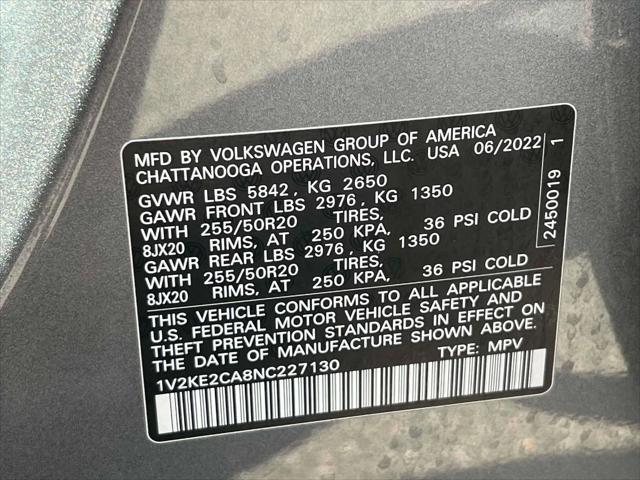 MFD BY VOLKSWAGEN GROUP OF AMERICA
CHATTANOOGA OPERATIONS, LLC. USA 06/2022
GVWR LBS 5842, KG 2650
GAWR FRONT LBS 2976, KG 1350
WITH 255/50R20 TIRES,
8JX20 RIMS, AT 250 KPA, 36 PSI COLD
GAWR REAR LBS 2976, KG 1350
WITH 255/50R20 TIRES,
8JX20 RIMS, AT 250 KPA, 36 PSI COLD
THIS VEHICLE CONFORMS TO ALL APPLICABLE
U.S. FEDERAL MOTOR VEHICLE SAFETY AND
THEFT PREVENTION STANDARDS IN EFFECT ON
THE DATE OF MANUFACTURE SHOWN ABOVE.
1V2KE2CA8NC227130 TYPE: MPV
2450019 1